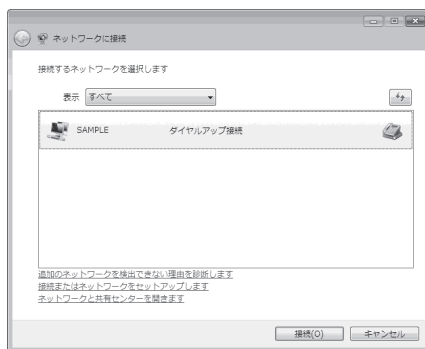 ネットワークに接続
接続するネットワークを選択します
表示 すべて
SAMPLE ダイヤルアップ接続
追加のネットワークを検出できない理由を診断します
接続またはネットワークをセットアップします
ネットワークと共有センターを開きます
接続(O) キャンセル